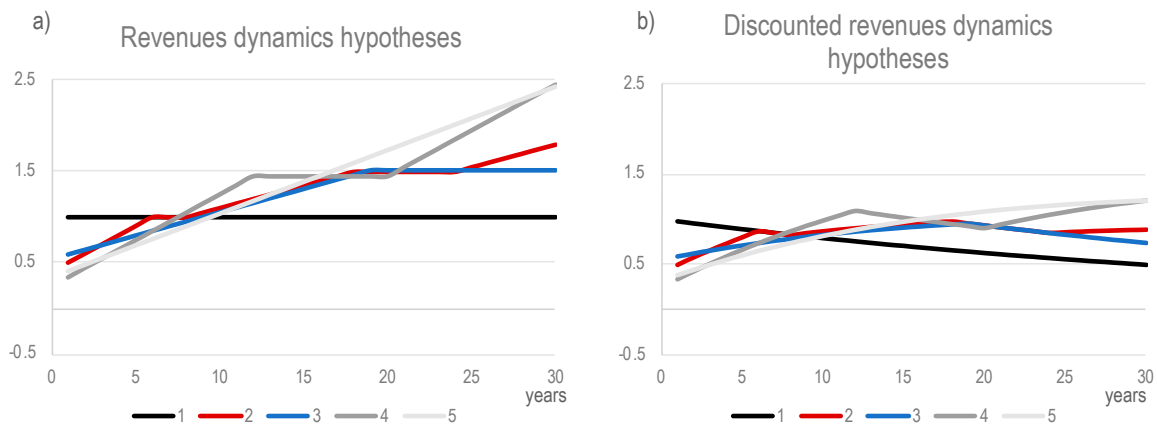 a)
Revenues dynamics hypotheses
2.5
1.5
0.5
-0.5
0 5 10 15 20 25 30
years
1 2 3 4 5
b)
Discounted revenues dynamics
hypotheses
2.5
1.5
0.5
-0.5
0 5 10 15 20 25 30
years
1 2 3 4 5